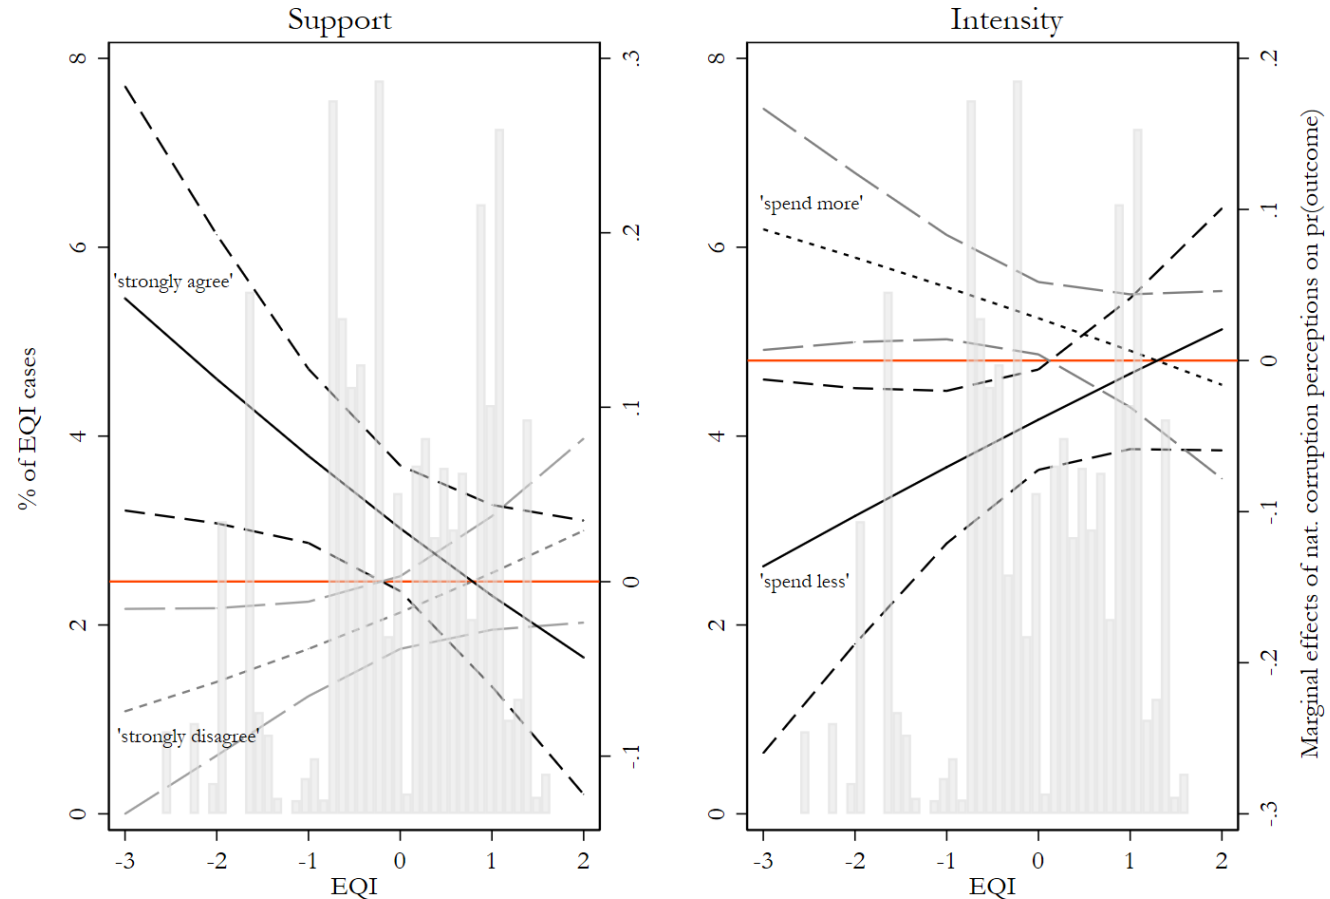 Support
Intensity
% of EQI cases
8
6
4
2
0
.3
.2
.1
0
-.1
'strongly agree'
'strongly disagree'
-3 -2 -1 0 1 2
EQI
8
6
4
2
0
.2
.1
0
-.1
-.2
-.3
'spend more'
'spend less'
-3 -2 -1 0 1 2
EQI
Marginal effects of nat. corruption perceptions on pr(outcome)